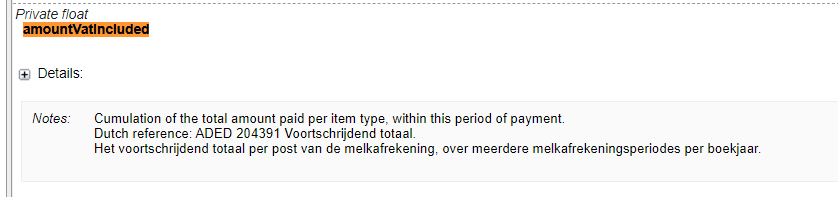 Private float
amountVatIncluded
Details:
Notes: Cumulation of the total amount paid per item type, within this period of payment.
Dutch reference: ADED 204391 Voortschrijdend totaal.
Het voortschrijdend totaal per post van de melkafrekening, over meerdere melkafrekeningsperiodes per boekjaar.